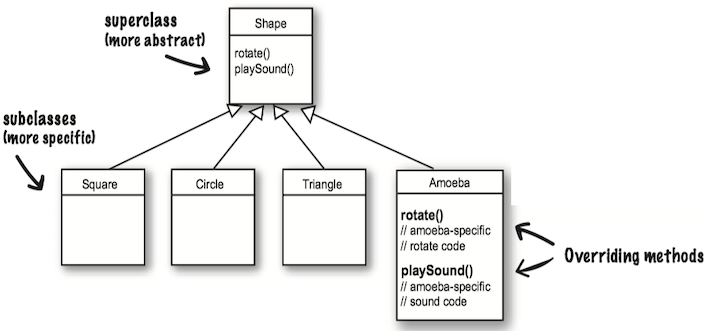 superclass
(more abstract)
Shape
rotate()
playSound()
subclasses
(more specific)
Square
Circle
Triangle
Amoeba
rotate()
// amoeba-specific
// rotate code
playSound()
// amoeba-specific
// sound code
Overriding methods